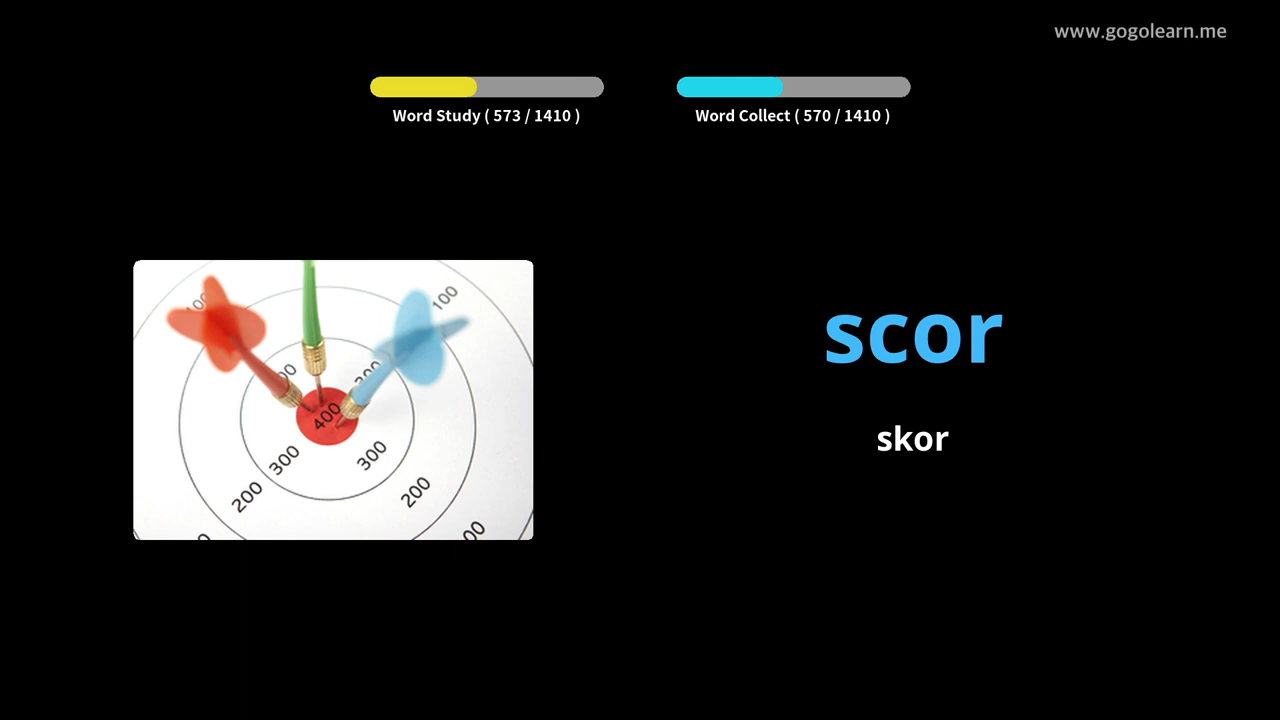 www.gogolearn.me
Word Study ( 573 / 1410 )
Word Collect ( 570 / 1410 )
scor
skor
100
100
200
400
300
300
200
200